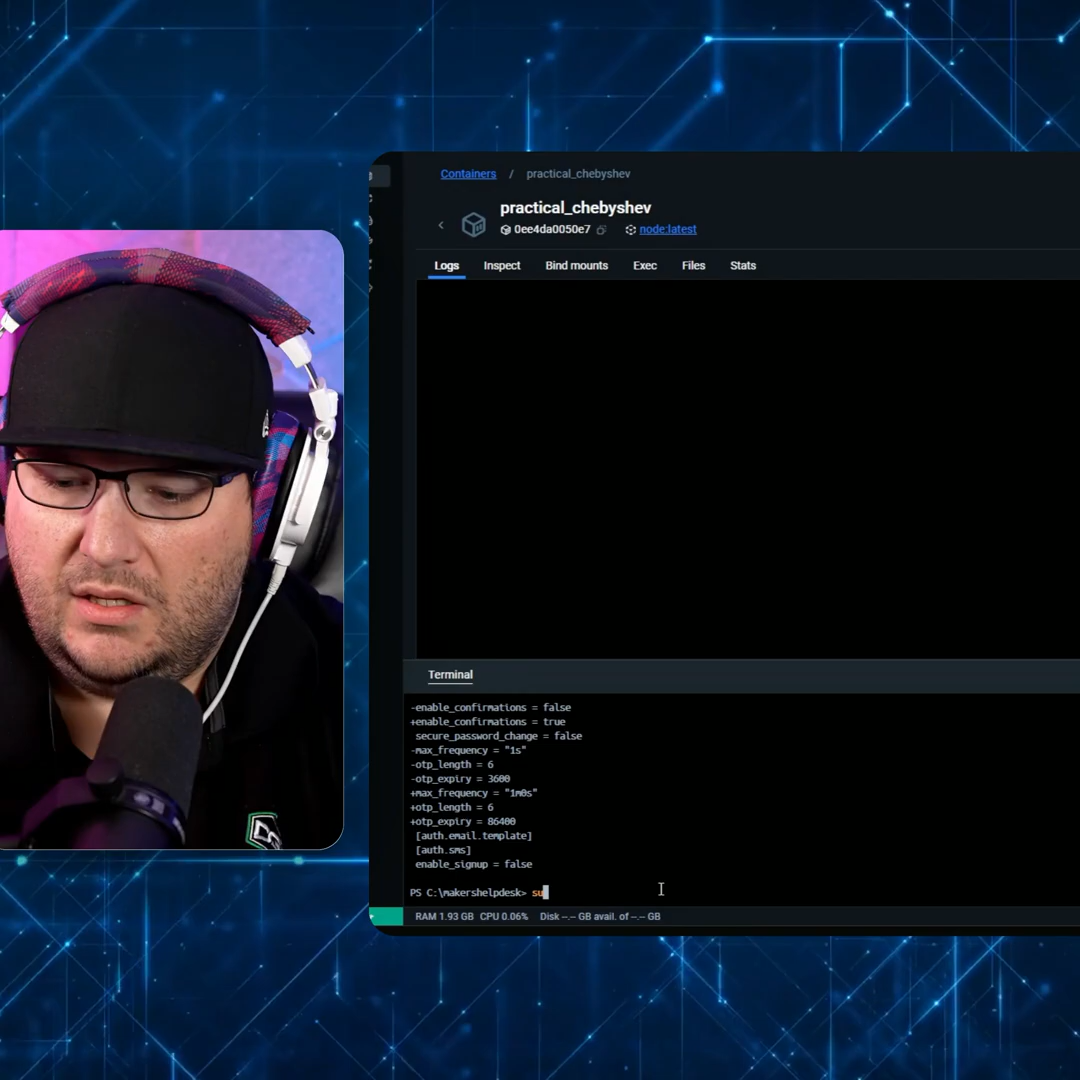 Containers / practical_chebyshev
practical_chebyshev
0ee4da0050e7 node:latest
Logs Inspect Bind mounts Exec Files Stats
Terminal
-enable_confirmations = false
+enable_confirmations = true
secure_password_change = false
-max_frequency = "1s"
-otp_length = 6
-otp_expiry = 3600
+max_frequency = "1m0s"
+otp_length = 6
+otp_expiry = 86400
[auth.email.template]
[auth.sms]
enable_signup = false
PS C:\makershelpdesk> su
RAM 1.93 GB CPU 0.06% Disk --.-- GB avail. of --.-- GB